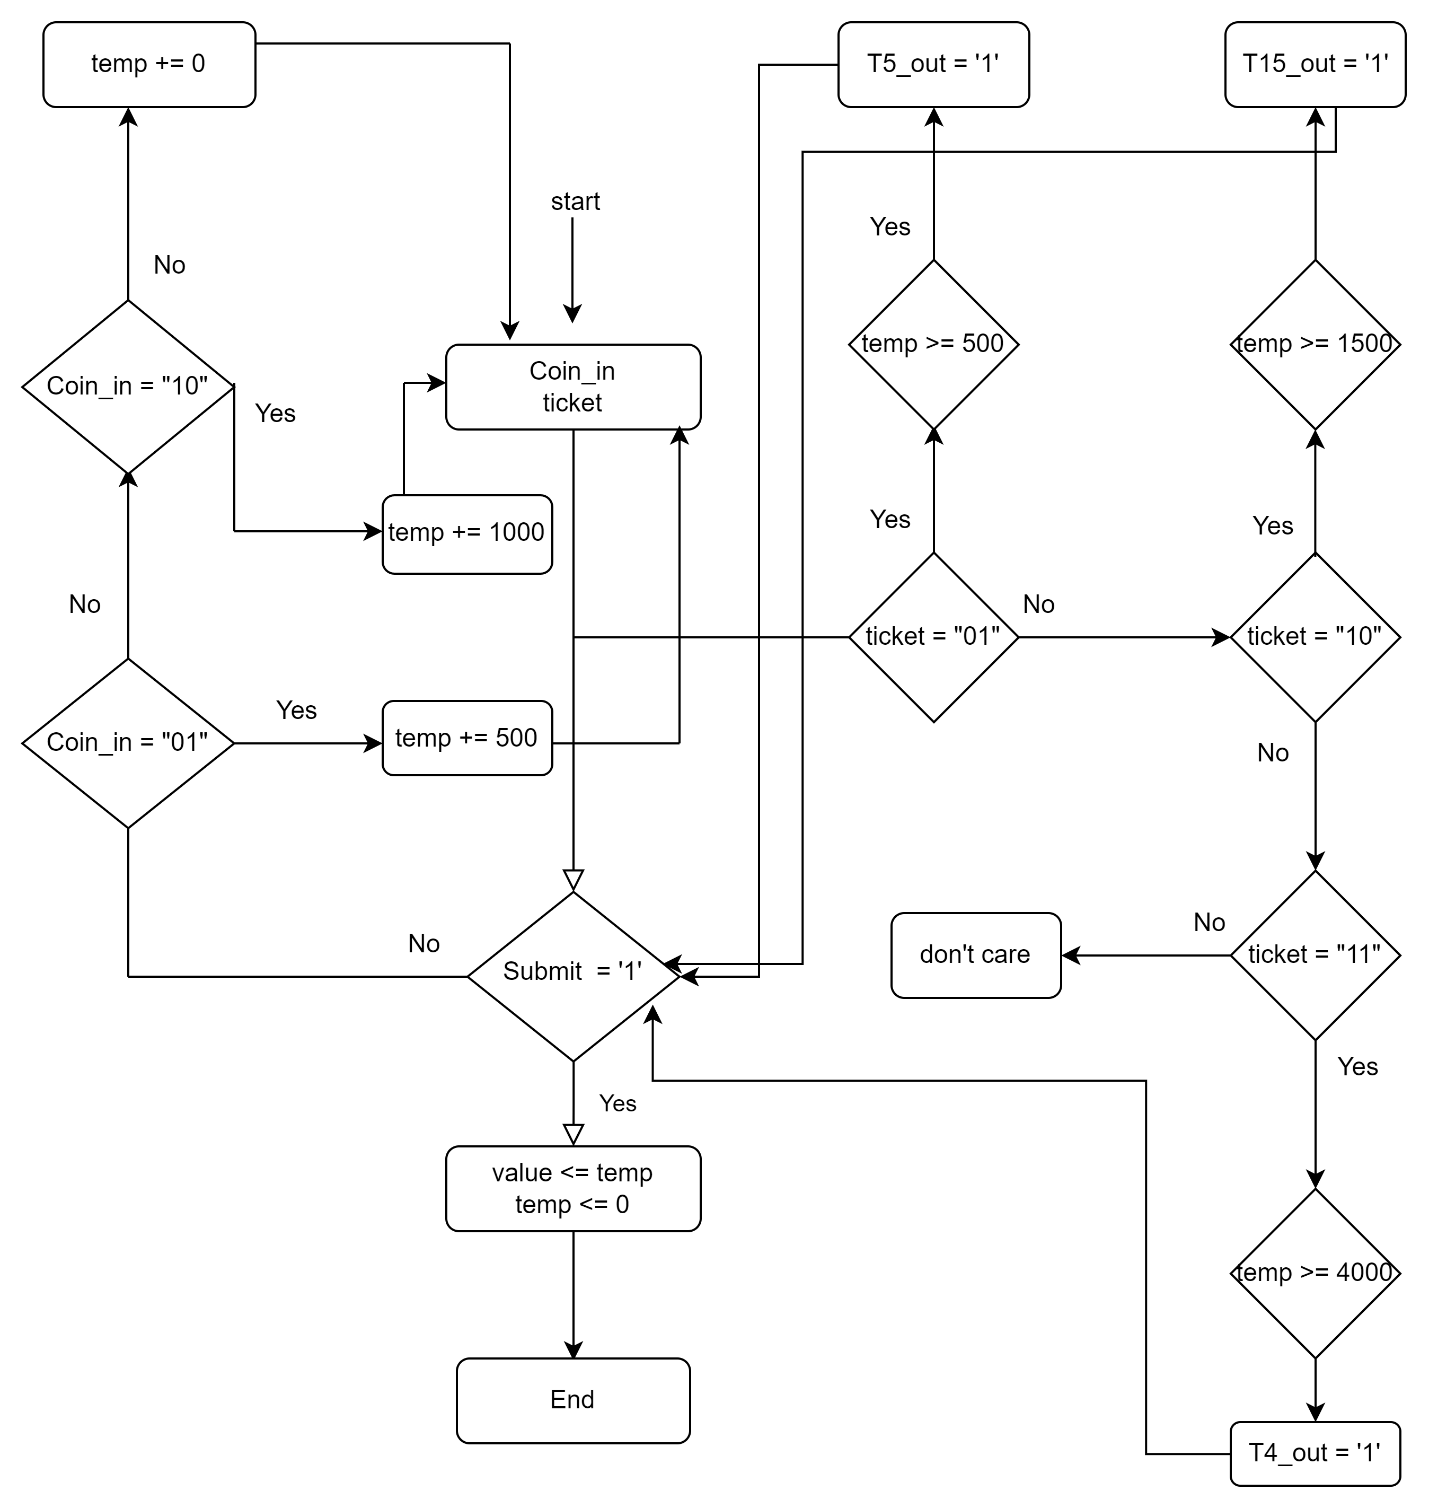 temp += 0
T5_out = '1'
T15_out = '1'
start
Yes
No
temp >= 500
temp >= 1500
Coin_in
ticket
Coin_in = "10"
Yes
Yes
Yes
temp += 1000
No
No
ticket = "01"
ticket = "10"
Yes
temp += 500
Coin_in = "01"
No
No
No
don't care
ticket = "11"
Submit  = '1'
Yes
Yes
value <= temp
temp <= 0
temp >= 4000
End
T4_out = '1'